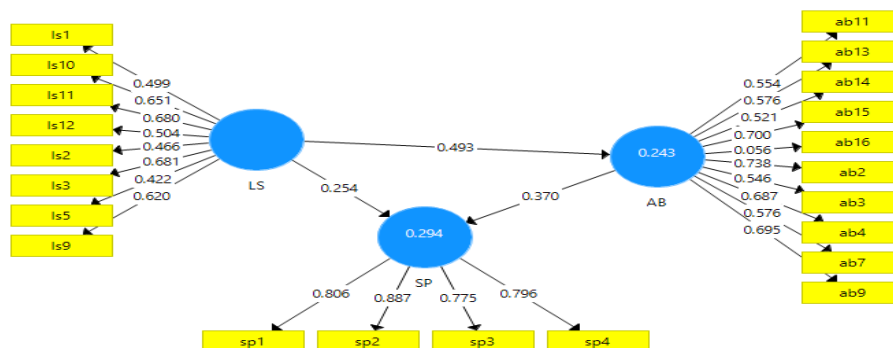 ls1
ls10
ls11
ls12
ls2
ls3
ls5
ls9
0.499
0.651
0.680
0.504
0.466
0.681
0.422
0.620
LS
0.493
0.254
0.370
0.243
AB
0.294
SP
0.806
0.887
0.775
0.796
sp1
sp2
sp3
sp4
0.554
0.576
0.521
0.700
0.056
0.738
0.546
0.687
0.576
0.695
ab11
ab13
ab14
ab15
ab16
ab2
ab3
ab4
ab7
ab9